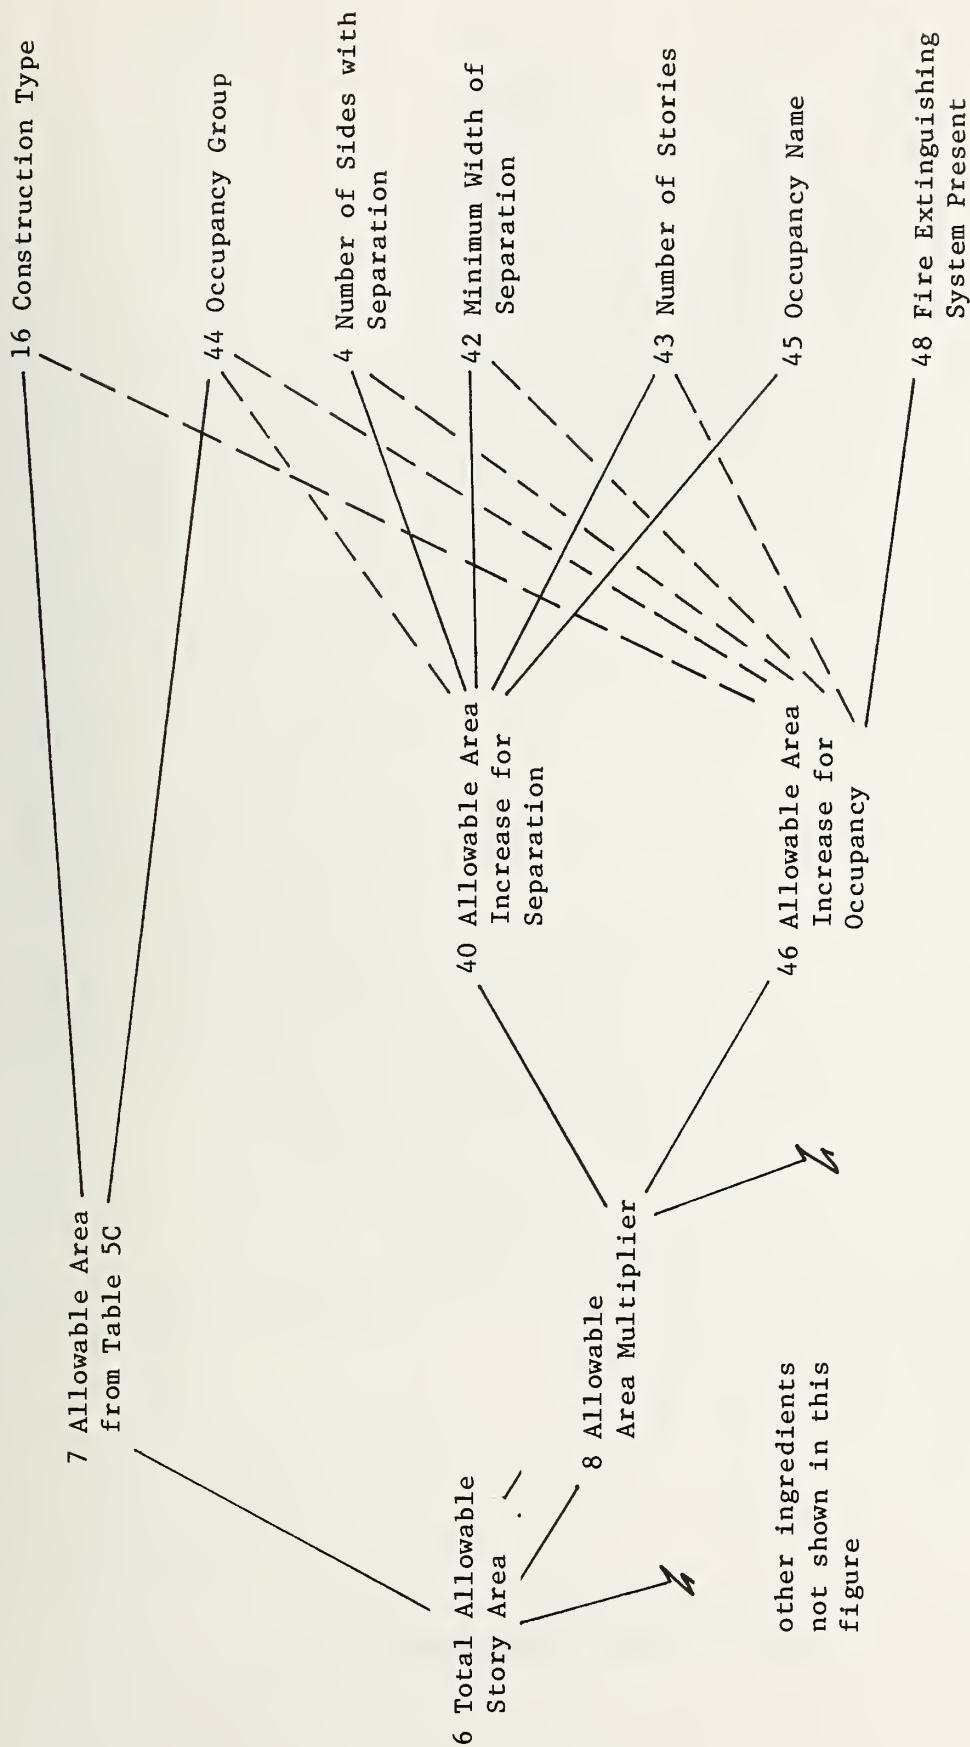 16 Construction Type
44 Occupancy Group
4 Number of Sides with
Separation
42 Minimum Width of
Separation
43 Number of Stories
45 Occupancy Name
48 Fire Extinguishing
System Present
7 Allowable Area
from Table 5C
40 Allowable Area
Increase for
Separation
46 Allowable Area
Increase for
Occupancy
8 Allowable
Area Multiplier
6 Total Allowable
Story Area
other ingredients
not shown in this
figure